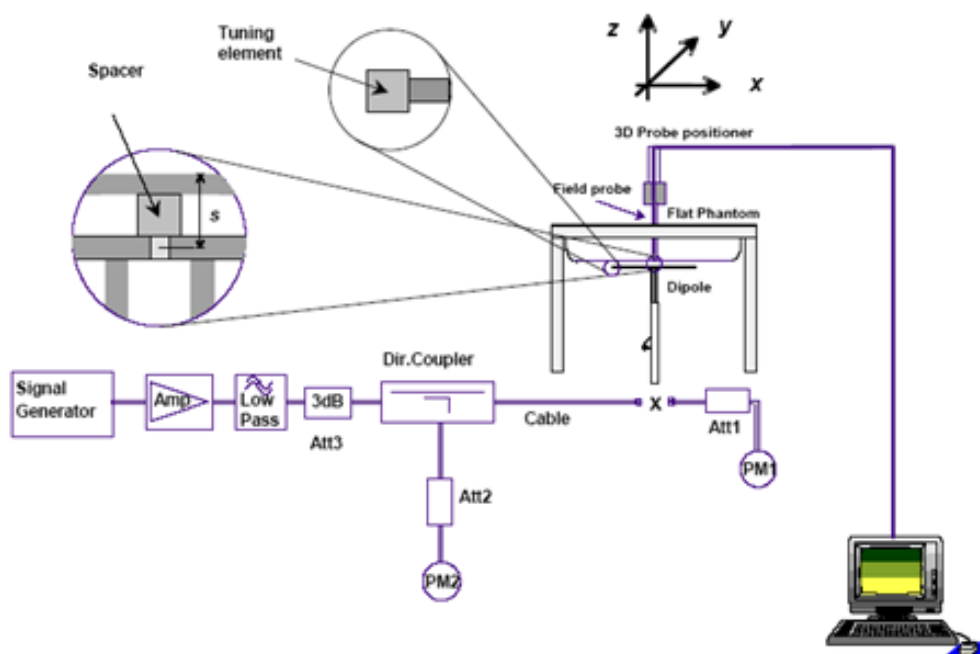 Tuning
element
Spacer
z
y
x
3D Probe positioner
s
Field probe
Flat Phantom
Dipole
Dir.Coupler
Signal
Generator
Amp
Low
Pass
3dB
Att3
Cable
x
Att1
PM1
Att2
PM2